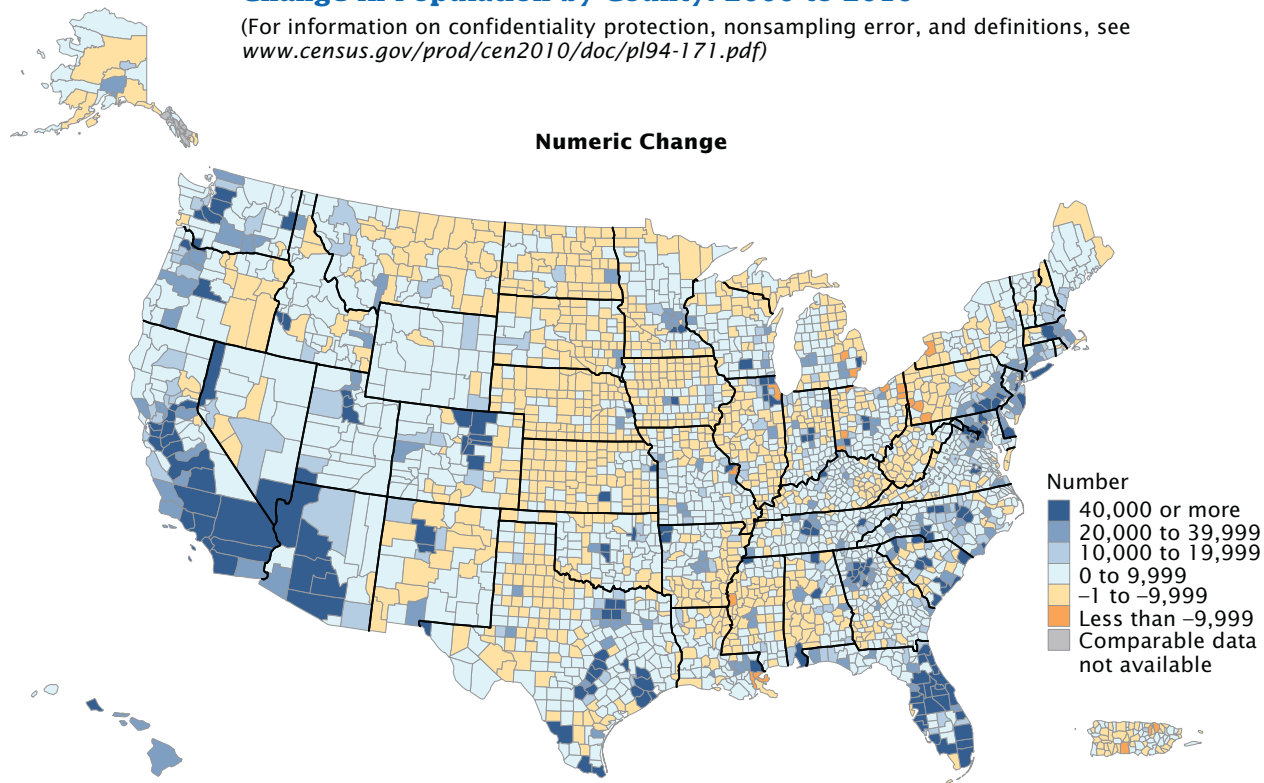 (For information on confidentiality protection, nonsampling error, and definitions, see
www.census.gov/prod/cen2010/doc/pl94-171.pdf)
Numeric Change
Number
40,000 or more
20,000 to 39,999
10,000 to 19,999
0 to 9,999
–1 to –9,999
Less than –9,999
Comparable data
not available